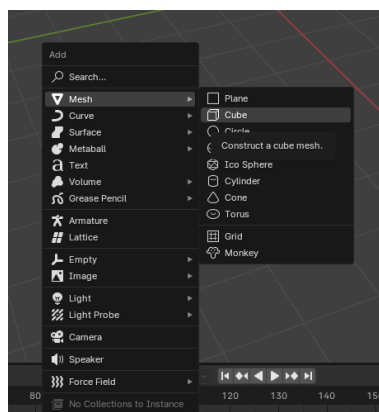 Add
Search...
Mesh
Curve
Surface
Metaball
Text
Volume
Grease Pencil
Armature
Lattice
Empty
Image
Light
Light Probe
Camera
Speaker
Force Field
No Collections to Instance
Plane
Cube
Circle
Construct a cube mesh.
Ico Sphere
Cylinder
Cone
Torus
Grid
Monkey
80
120
130
140